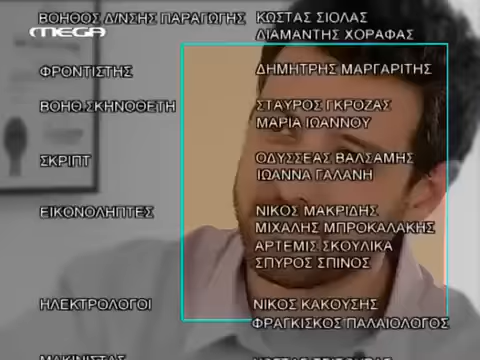 ΒΟΗΘΟΣ Δ/ΝΣΗΣ ΠΑΡΑΓΩΓΗΣ ΚΩΣΤΑΣ ΣΙΟΛΑΣ
MEGA ΔΙΑΜΑΝΤΗΣ ΧΟΡΑΦΑΣ
ΦΡΟΝΤΙΣΤΗΣ ΔΗΜΗΤΡΗΣ ΜΑΡΓΑΡΙΤΗΣ
ΒΟΗΘ.ΣΚΗΝΟΘΕΤΗ ΣΤΑΥΡΟΣ ΓΚΡΟΖΑΣ
ΜΑΡΙΑ ΙΩΑΝΝΟΥ
ΣΚΡΙΠΤ ΟΔΥΣΣΕΑΣ ΒΑΛΣΑΜΗΣ
ΙΩΑΝΝΑ ΓΑΛΑΝΗ
ΕΙΚΟΝΟΛΗΠΤΕΣ ΝΙΚΟΣ ΜΑΚΡΙΔΗΣ
ΜΙΧΑΛΗΣ ΜΠΡΟΚΑΛΑΚΗΣ
ΑΡΤΕΜΙΣ ΣΚΟΥΛΙΚΑ
ΣΠΥΡΟΣ ΣΠΙΝΟΣ
ΗΛΕΚΤΡΟΛΟΓΟΙ ΝΙΚΟΣ ΚΑΚΟΥΣΗΣ
ΦΡΑΓΚΙΣΚΟΣ ΠΑΛΑΙΟΛΟΓΟΣ
ΜΑΚΙΝΙΣΤΑΣ